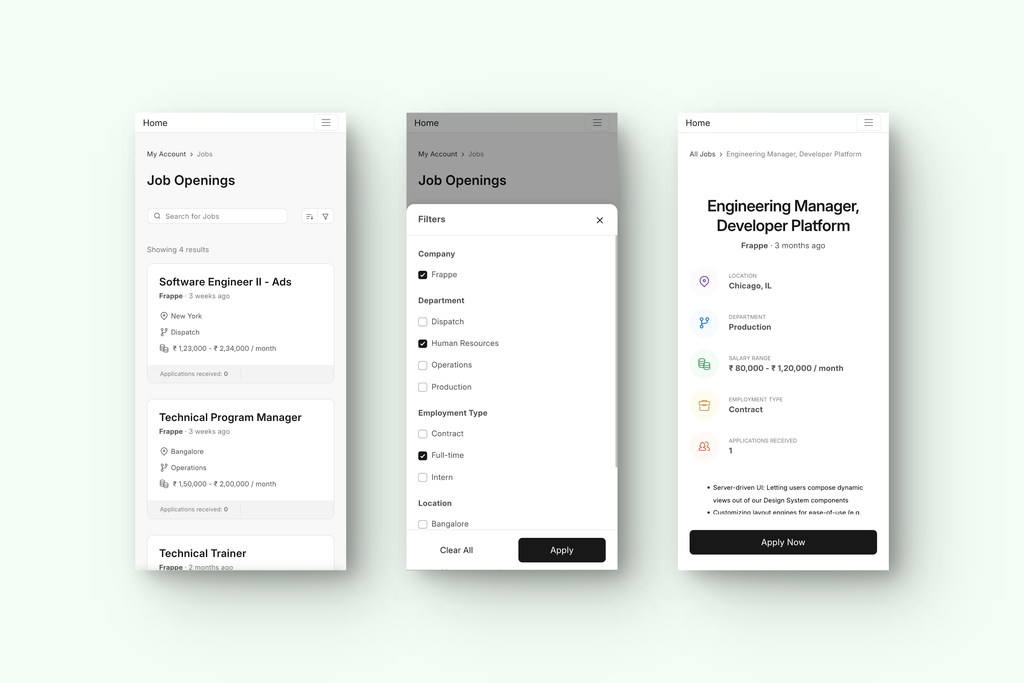 Home
My Account > Jobs
Job Openings
Search for Jobs
Showing 4 results
Software Engineer II - Ads
Frappe · 3 weeks ago
New York
Dispatch
₹ 1,23,000 - ₹ 2,34,000 / month
Applications received: 0
Technical Program Manager
Frappe · 3 weeks ago
Bangalore
Operations
₹ 1,50,000 - ₹ 2,00,000 / month
Applications received: 0
Technical Trainer
Frappe · 2 months ago
Home
My Account > Jobs
Job Openings
Filters
Company
Frappe
Department
Dispatch
Human Resources
Operations
Production
Employment Type
Contract
Full-time
Intern
Location
Bangalore
Clear All
Apply
Home
All Jobs > Engineering Manager, Developer Platform
Engineering Manager,
Developer Platform
Frappe · 3 months ago
LOCATION
Chicago, IL
DEPARTMENT
Production
SALARY RANGE
₹ 80,000 - ₹ 1,20,000 / month
EMPLOYMENT TYPE
Contract
APPLICATIONS RECEIVED
1
• Server-driven UI: Letting users compose dynamic
views out of our Design System components
• Customizing layout engines for ease-of-use (e.g.
Apply Now